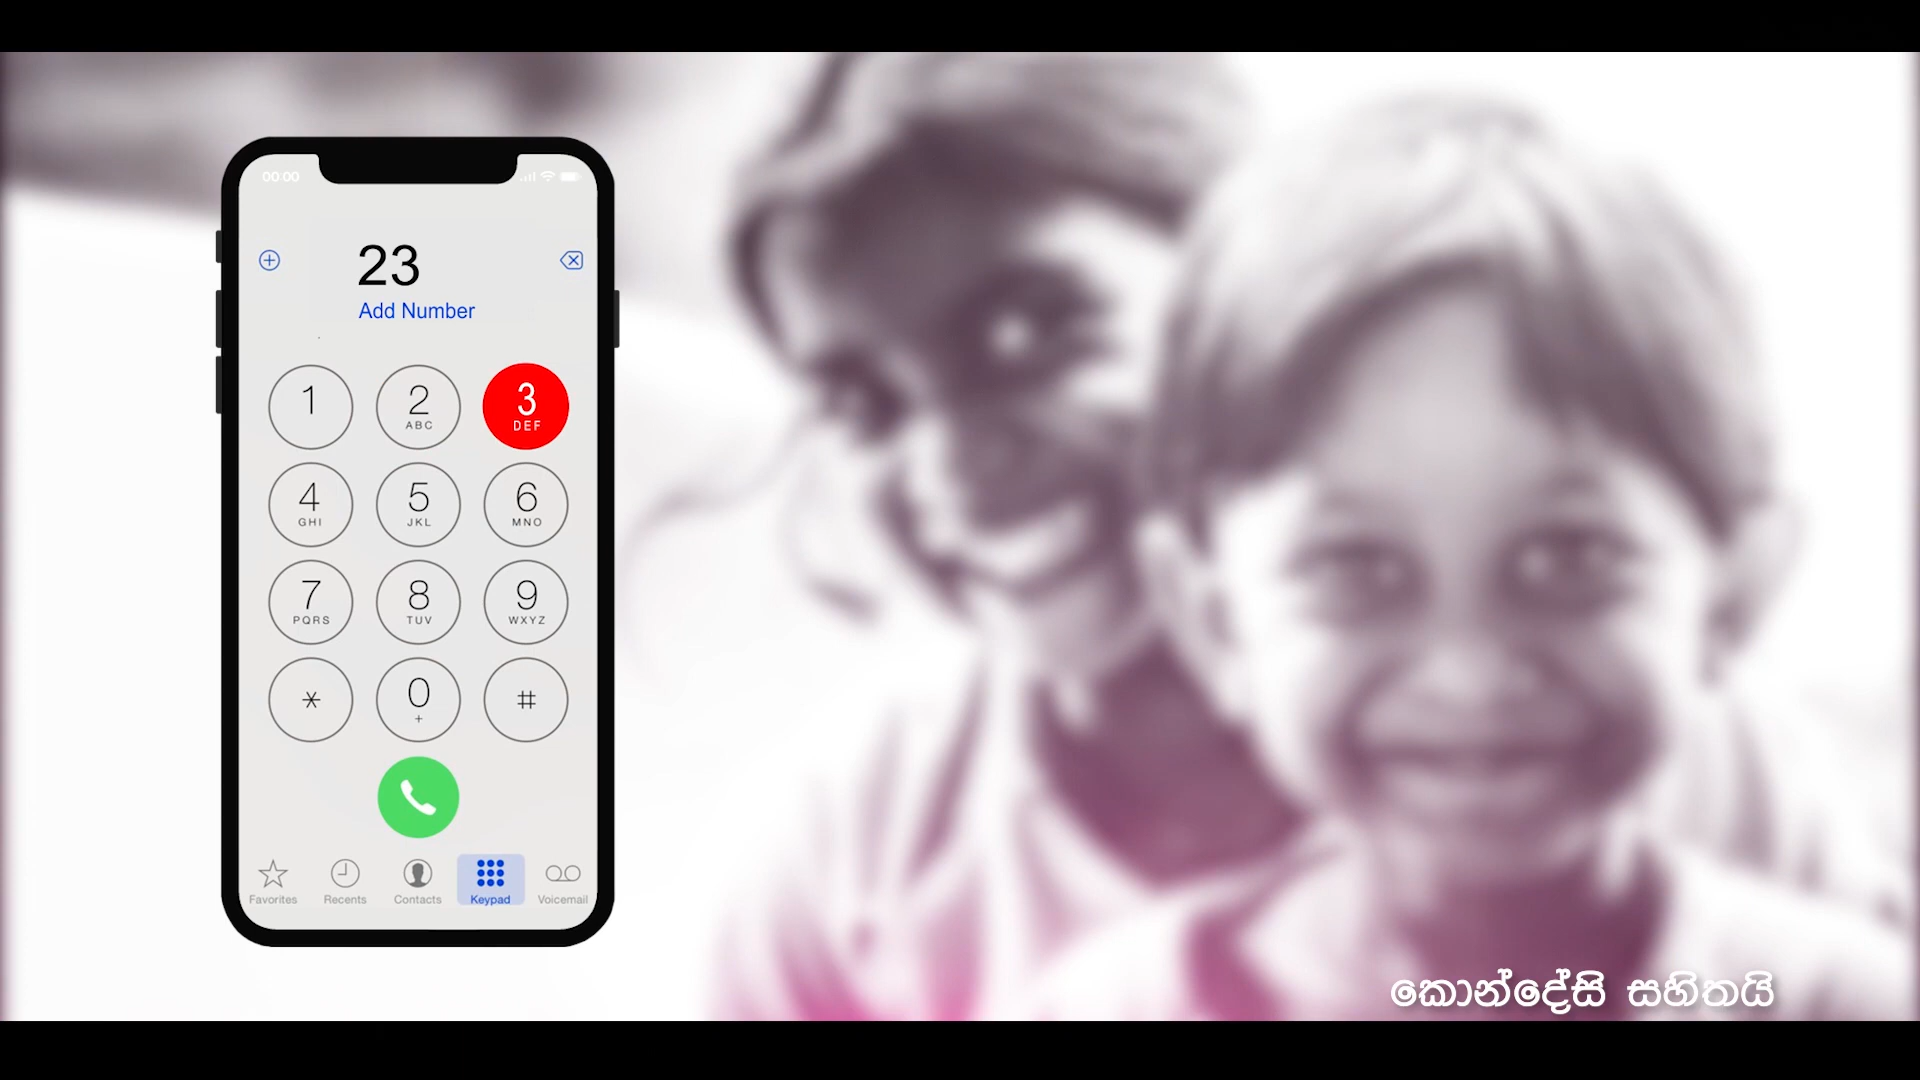 00:00
23
Add Number
1
2
ABC
3
DEF
4
GHI
5
JKL
6
MNO
7
PQRS
8
TUV
9
WXYZ
*
0
+
#
Favorites Recents Contacts Keypad Voicemail
කොන්දේසි සහිතයි